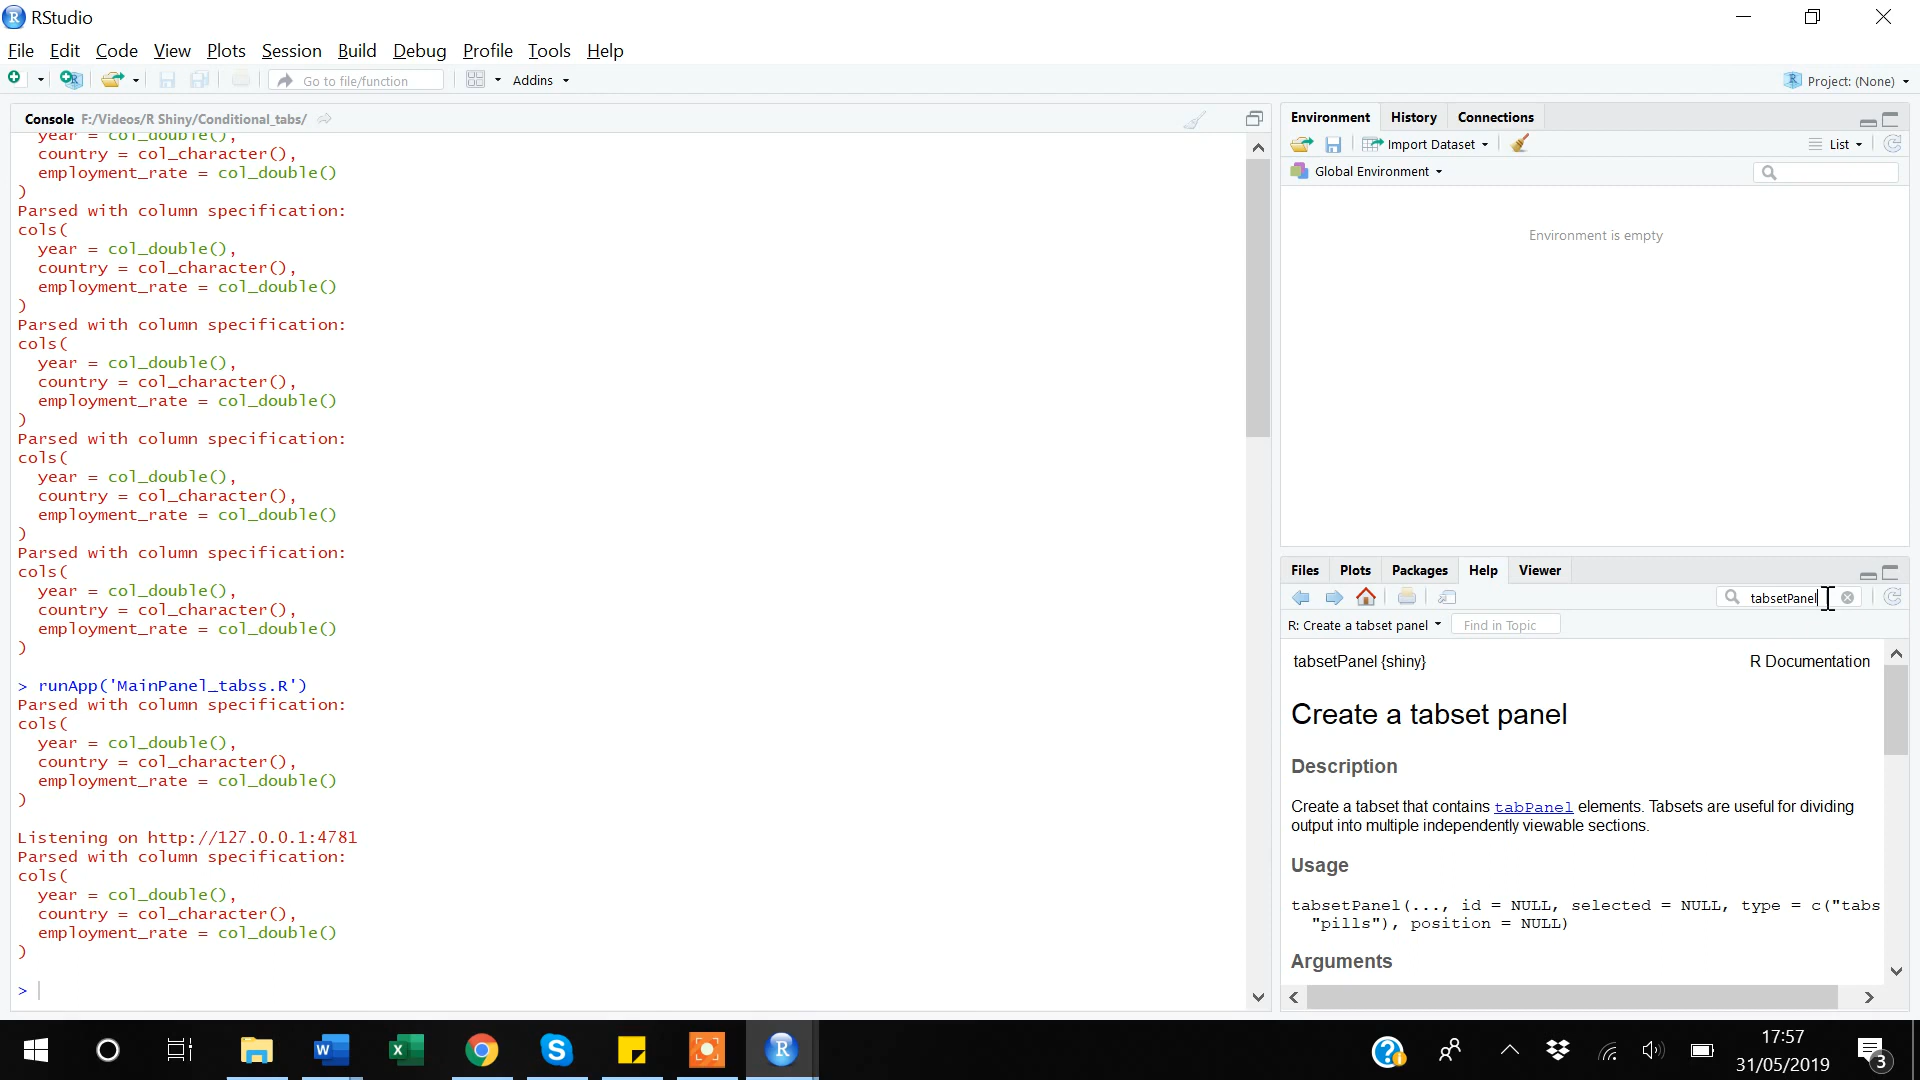 RStudio
File Edit Code View Plots Session Build Debug Profile Tools Help
Go to file/function Addins Project: (None)
Console F:/Videos/R Shiny/Conditional_tabs/
year = col_double(),
country = col_character(),
employment_rate = col_double()
)
Parsed with column specification:
cols(
year = col_double(),
country = col_character(),
employment_rate = col_double()
)
Parsed with column specification:
cols(
year = col_double(),
country = col_character(),
employment_rate = col_double()
)
Parsed with column specification:
cols(
year = col_double(),
country = col_character(),
employment_rate = col_double()
)
Parsed with column specification:
cols(
year = col_double(),
country = col_character(),
employment_rate = col_double()
)
> runApp('MainPanel_tabss.R')
Parsed with column specification:
cols(
year = col_double(),
country = col_character(),
employment_rate = col_double()
)
Listening on http://127.0.0.1:4781
Parsed with column specification:
cols(
year = col_double(),
country = col_character(),
employment_rate = col_double()
)
>
Environment History Connections
Import Dataset List
Global Environment
Environment is empty
Files Plots Packages Help Viewer
tabsetPanel
R: Create a tabset panel Find in Topic
tabsetPanel {shiny} R Documentation
Create a tabset panel
Description
Create a tabset that contains tabPanel elements. Tabsets are useful for dividing
output into multiple independently viewable sections.
Usage
tabsetPanel(..., id = NULL, selected = NULL, type = c("tabs
"pills"), position = NULL)
Arguments
17:57
31/05/2019
3